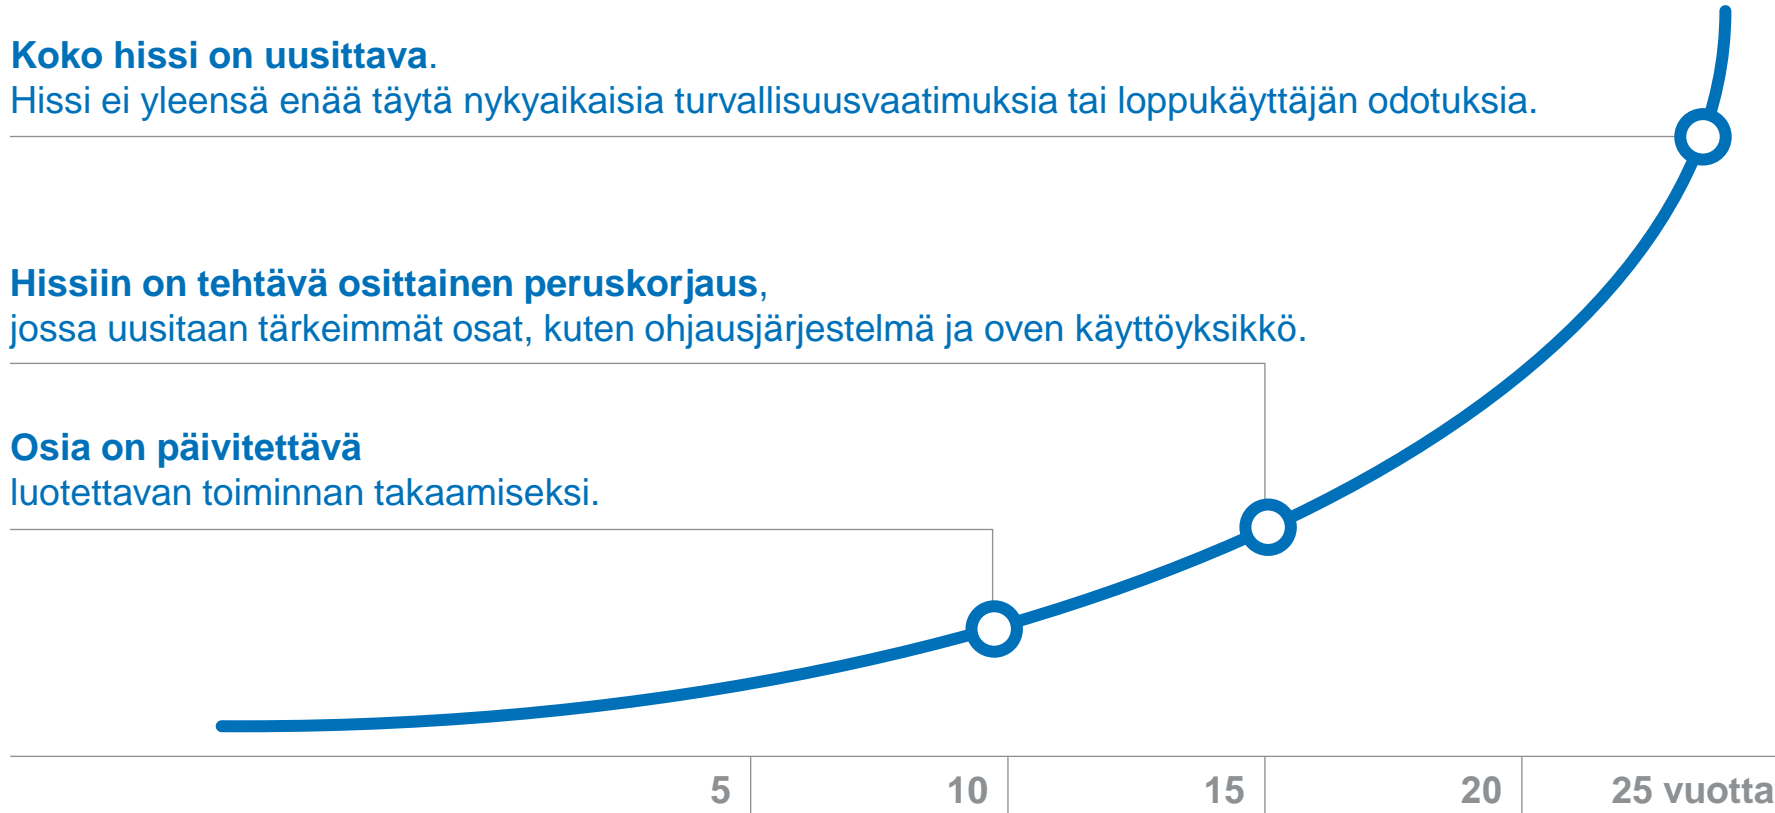 Koko hissi on uusittava.
Hissi ei yleensä enää täytä nykyaikaisia turvallisuusvaatimuksia tai loppukäyttäjän odotuksia.
Hissiin on tehtävä osittainen peruskorjaus,
jossa uusitaan tärkeimmät osat, kuten ohjausjärjestelmä ja oven käyttöyksikkö.
Osia on päivitettävä
luotettavan toiminnan takaamiseksi.
5 10 15 20 25 vuotta